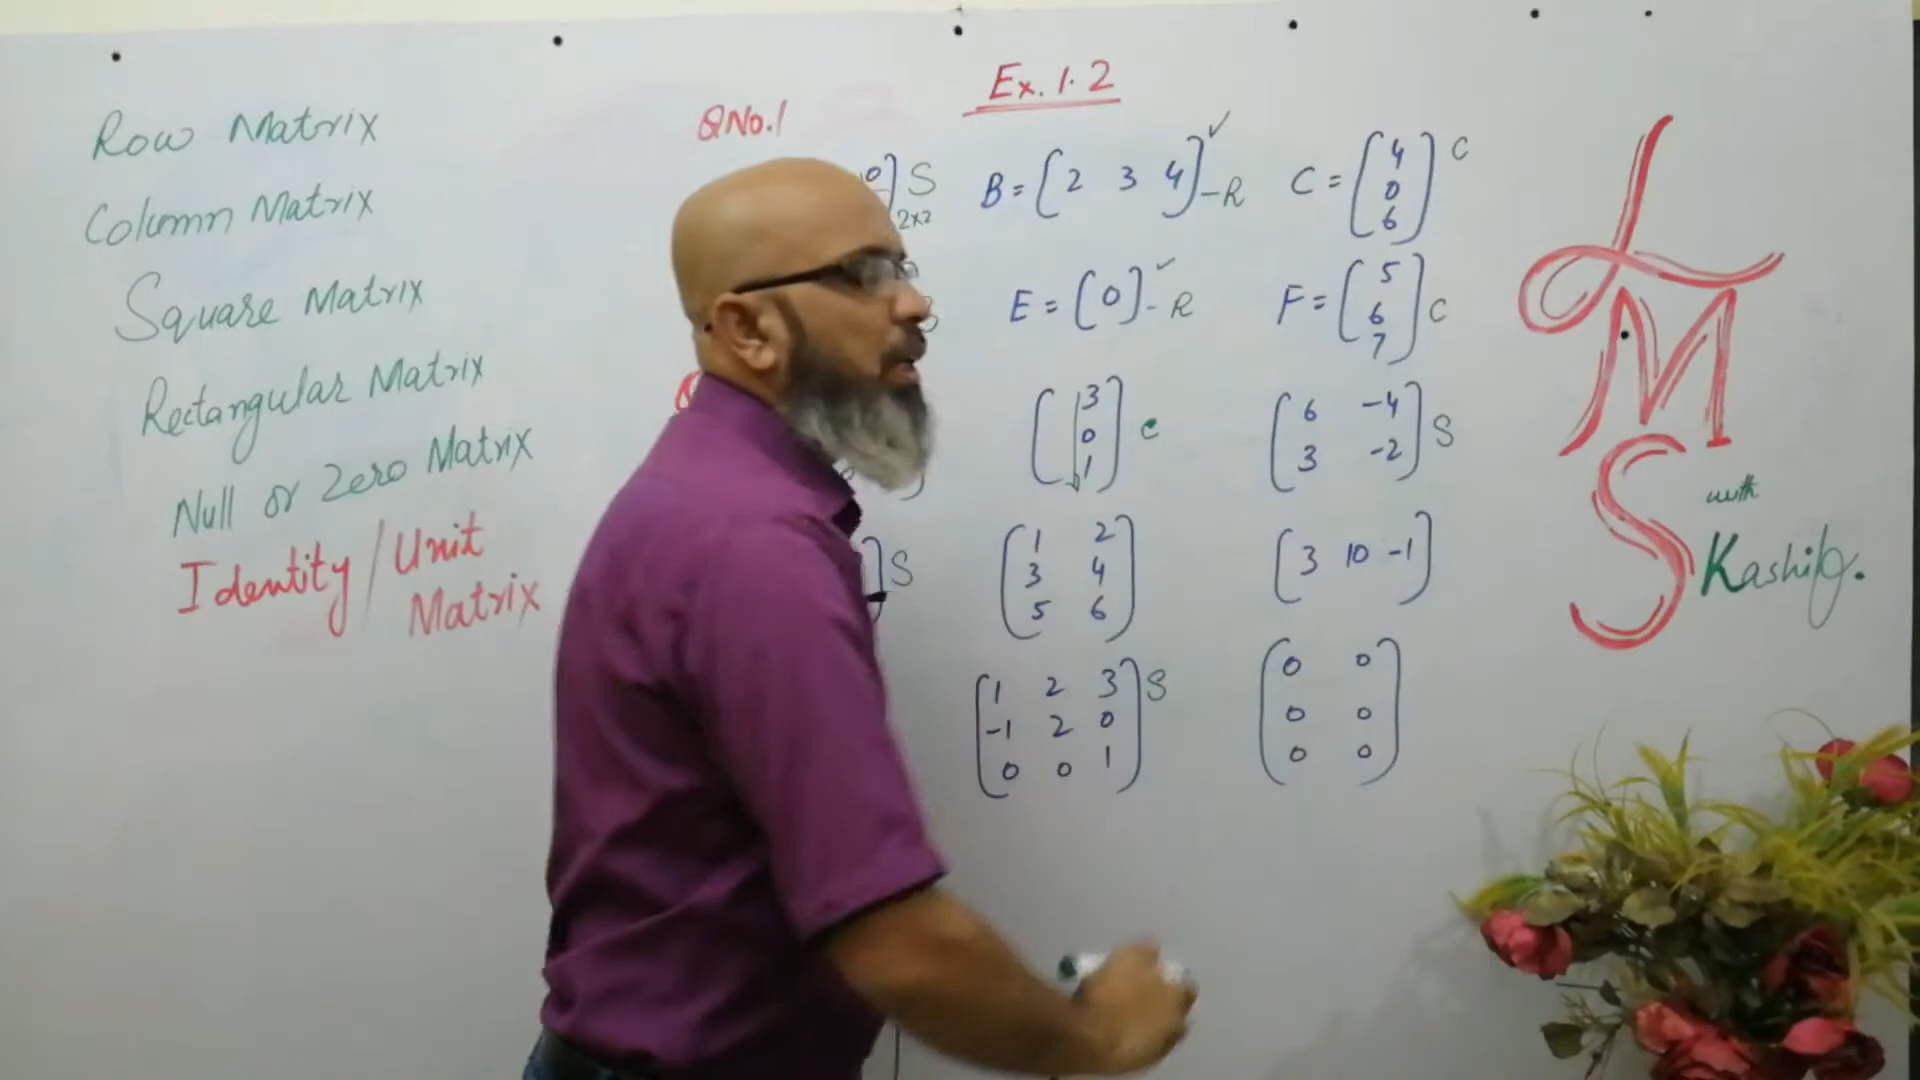 Ex. 1.2
Row Matrix
Column Matrix
Square Matrix
Rectangular Matrix
Null or Zero Matrix
Identity / Unit
Matrix
QNo.1
0] S
2x2
B = [2 3 4] – R ✓
C = [4
0
6] C
E = [0] – R ✓
F = [5
6
7] C
[3
0
1] C
[6 -4
3 -2] S
] S
[1 2
3 4
5 6]
[3 10 -1]
[1 2 3
-1 2 0
0 0 1] S
[0 0
0 0
0 0]
LMS
with
Kashif